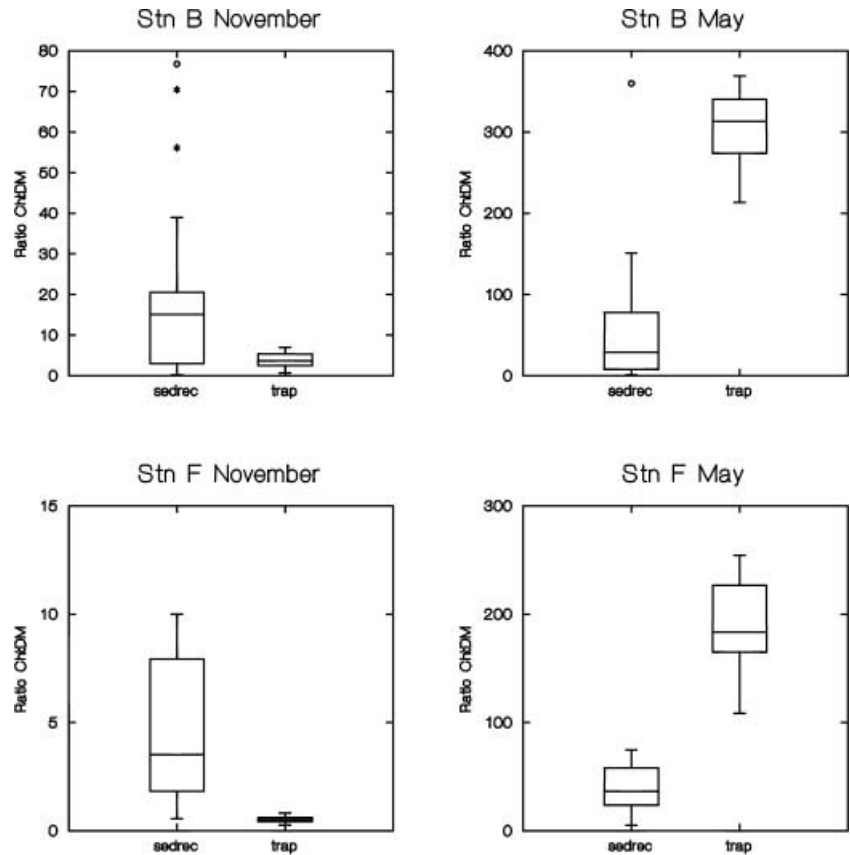 Stn B November
80
70
60
50
40
30
20
10
0
Ratio Chl:DM
sedrec trap
Stn B May
400
300
200
100
0
Ratio Chl:DM
sedrec trap
Stn F November
15
10
5
0
Ratio Chl:DM
sedrec trap
Stn F May
300
200
100
0
Ratio Chl:DM
sedrec trap